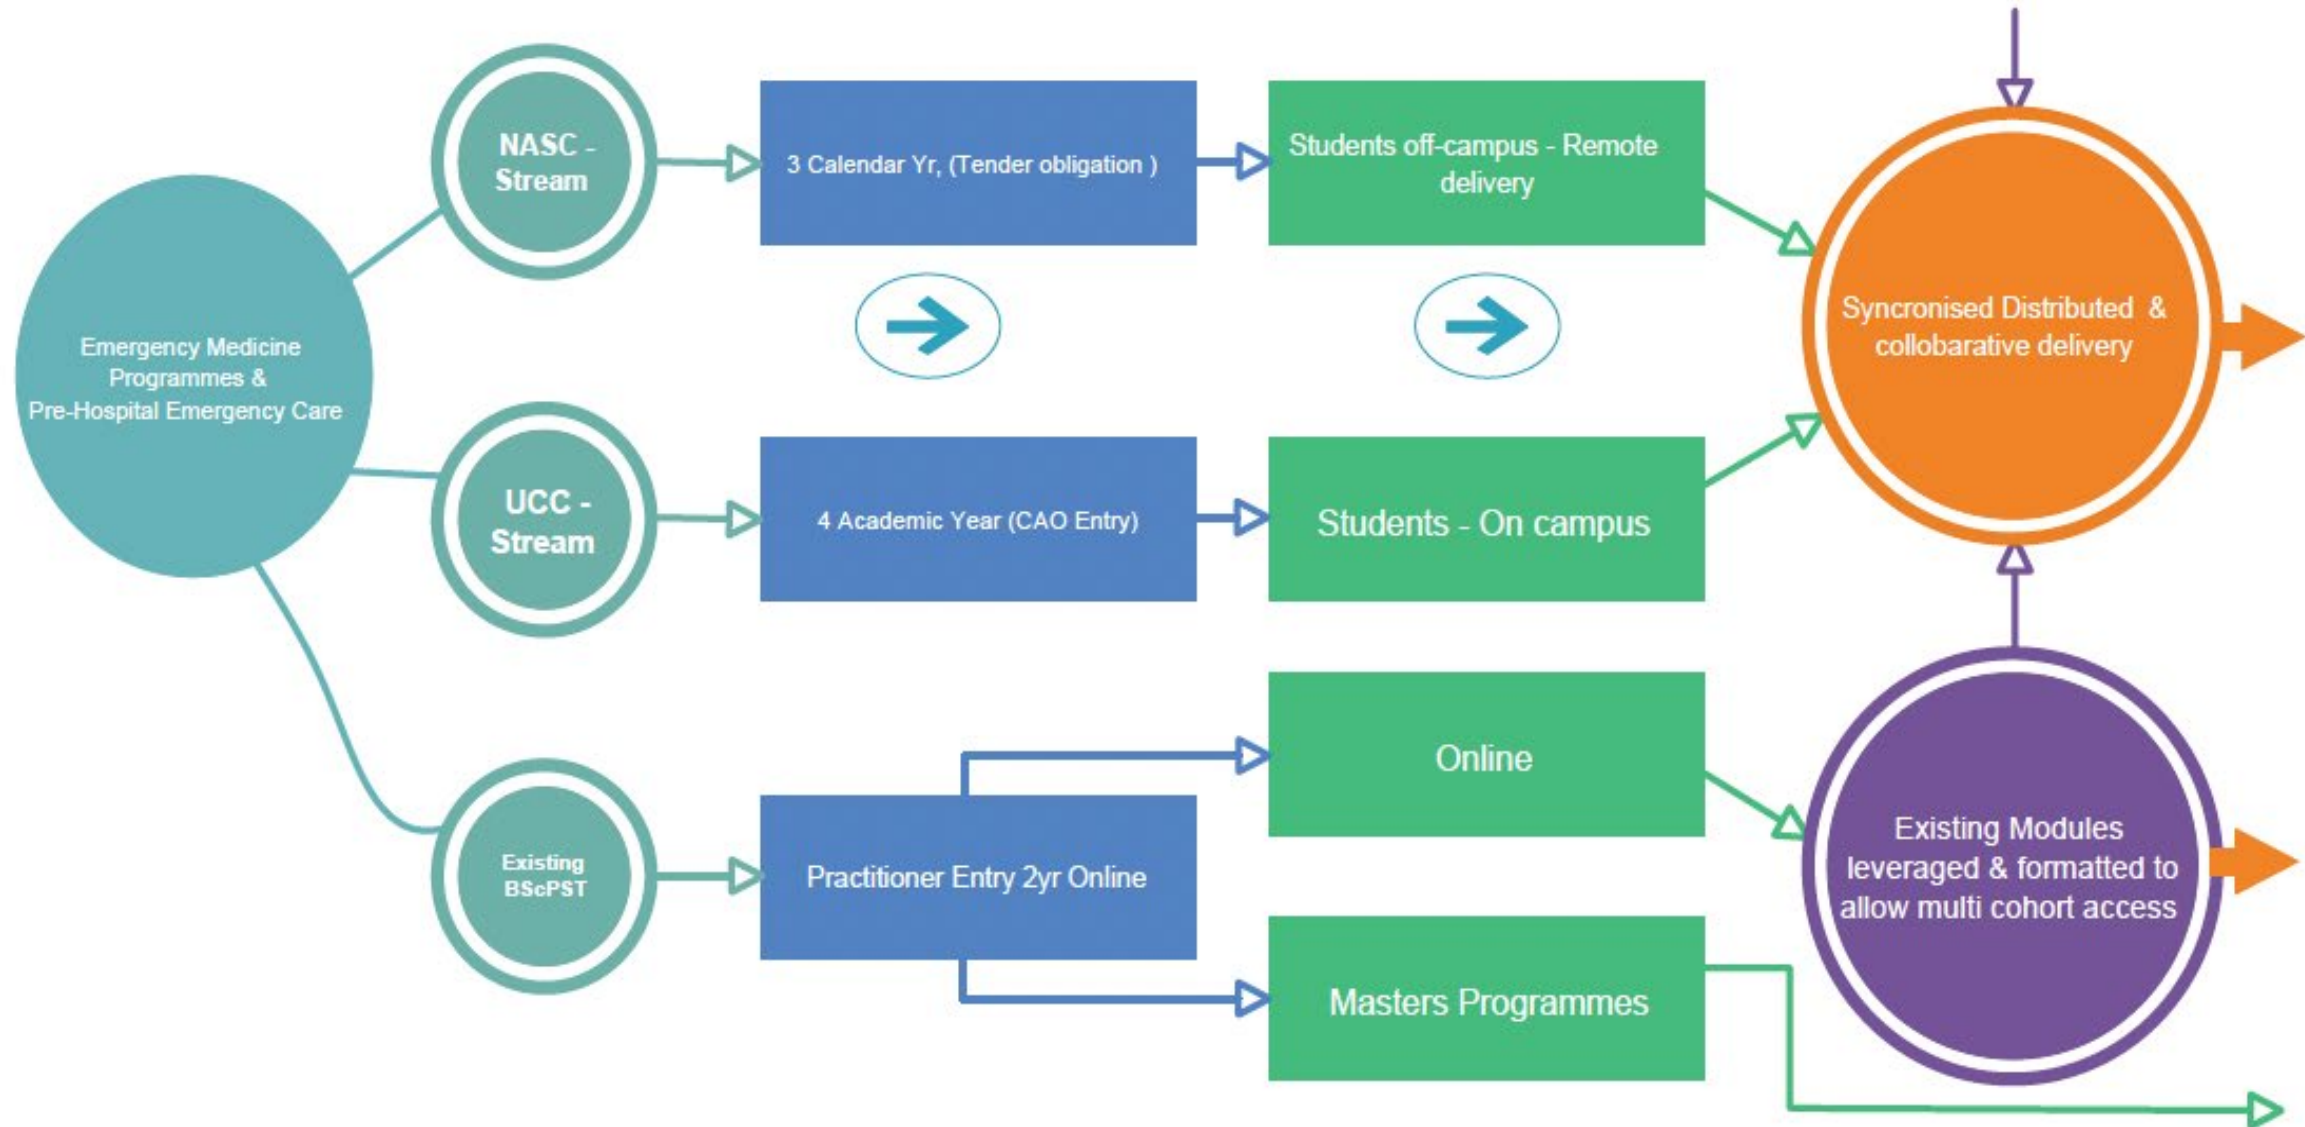 Emergency Medicine
Programmes &
Pre-Hospital Emergency Care
NASC -
Stream
3 Calendar Yr, (Tender obligation )
Students off-campus - Remote
delivery
UCC -
Stream
4 Academic Year (CAO Entry)
Students - On campus
Syncronised Distributed  &
collobarative delivery
Existing
BScPST
Practitioner Entry 2yr Online
Online
Masters Programmes
Existing Modules
leveraged & formatted to
allow multi cohort access